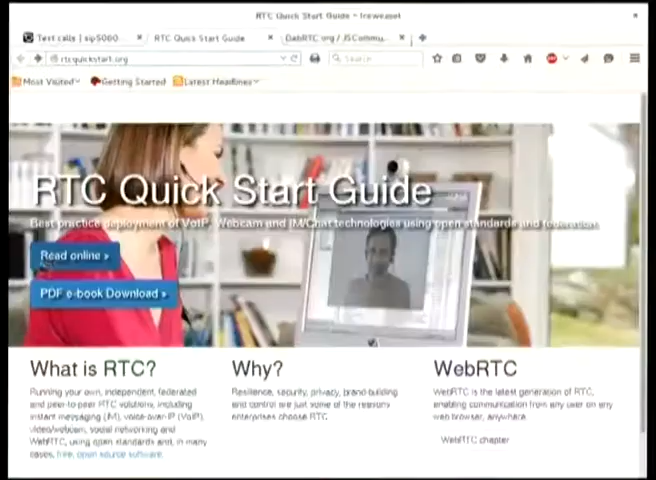 RTC Quick Start Guide - Iceweasel
Test calls | sip5060... RTC Quick Start Guide DabRTC.org / JSCommu...
rtcquickstart.org Search
Most Visited Getting Started Latest Headlines
RTC Quick Start Guide
Best practice deployment of VoIP, Webcam and IM/Chat technologies using open standards and federation
Read online »
PDF e-book Download »
What is RTC?
Running your own, independent, federated
and peer-to-peer RTC solutions, including
instant messaging (IM), voice-over-IP (VoIP),
video/webcam, social networking and
WebRTC, using open standards and, in many
cases, free, open source software.
Why?
Resilience, security, privacy, brand-building
and control are just some of the reasons
enterprises choose RTC.
WebRTC
WebRTC is the latest generation of RTC,
enabling communication from any user on any
web browser, anywhere.
WebRTC chapter